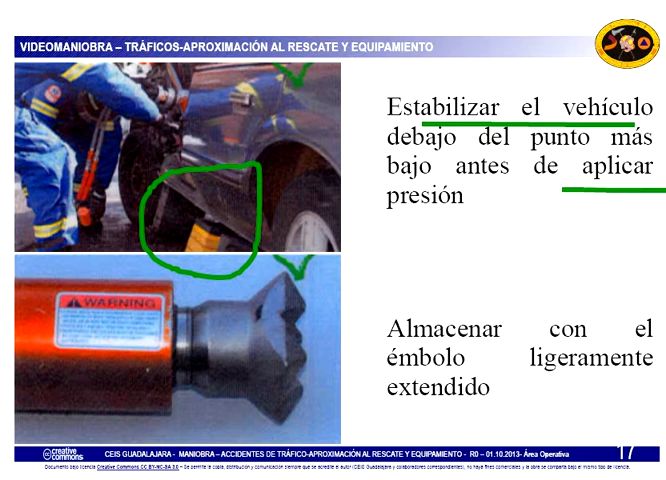 VIDEOMANIOBRA – TRÁFICOS-APROXIMACIÓN AL RESCATE Y EQUIPAMIENTO
Estabilizar el vehículo
debajo del punto más
bajo antes de aplicar
presión
WARNING
Almacenar con el
émbolo ligeramente
extendido
creative commons
CEIS GUADALAJARA - MANIOBRA – ACCIDENTES DE TRÁFICO-APROXIMACIÓN AL RESCATE Y EQUIPAMIENTO - R0 – 01.10.2013- Área Operativa
17
Documento bajo licencia Creative Commons CC BY-NC-SA 3.0 – Se permite la copia, distribución y comunicación siempre que se acredite el autor (CEIS Guadalajara y colaboradores correspondientes), no haya fines comerciales y la obra se comparta bajo el mismo tipo de licencia.